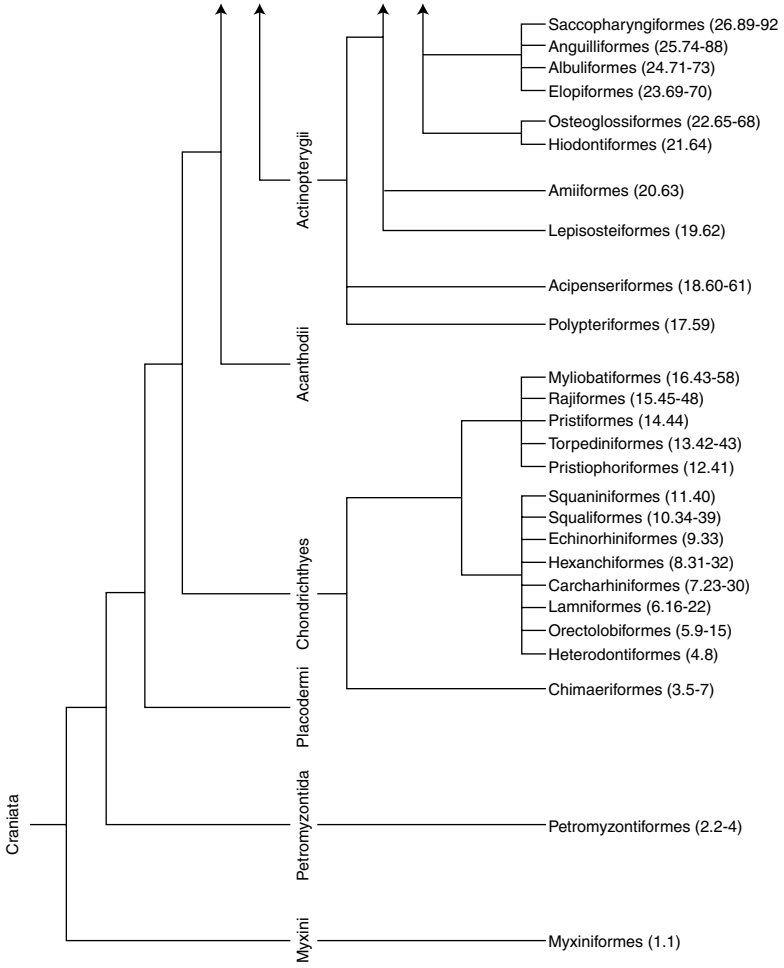 Saccopharyngiformes (26.89-92
Anguilliformes (25.74-88)
Albuliformes (24.71-73)
Elopiformes (23.69-70)
Osteoglossiformes (22.65-68)
Hiodontiformes (21.64)
Actinopterygii
Amiiformes (20.63)
Lepisosteiformes (19.62)
Acipenseriformes (18.60-61)
Polypteriformes (17.59)
Acanthodii
Myliobatiformes (16.43-58)
Rajiformes (15.45-48)
Pristiformes (14.44)
Torpediniformes (13.42-43)
Pristiophoriformes (12.41)
Squaniniformes (11.40)
Squaliformes (10.34-39)
Echinorhiniformes (9.33)
Hexanchiformes (8.31-32)
Carcharhiniformes (7.23-30)
Lamniformes (6.16-22)
Orectolobiformes (5.9-15)
Heterodontiformes (4.8)
Chondrichthyes
Chimaeriformes (3.5-7)
Placodermi
Craniata
Petromyzontida
Petromyzontiformes (2.2-4)
Myxini
Myxiniformes (1.1)